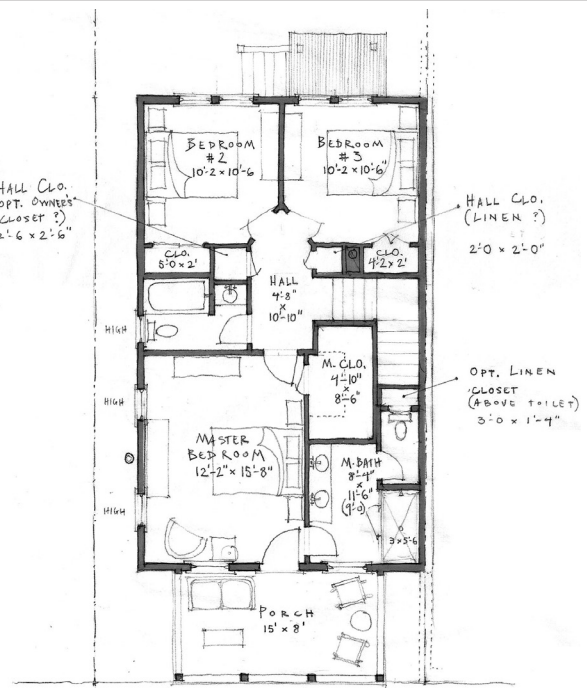 BEDROOM
#2
10'-2 x 10'-6
BEDROOM
#3
10'-2 x 10'-6"
HALL CLO.
OPT. OWNER'S
CLOSET ?)
2'-6 x 2'-6"
HALL CLO.
(LINEN ?)
2'-0 x 2'-0"
CLO.
5'-0 x 2'
CLO.
4'-2 x 2'
HALL
4'-8"
x
10'-10"
HIGH
HIGH
HIGH
M. CLO.
4'-10"
x
8'-6"
OPT. LINEN
CLOSET
(ABOVE TOILET)
3'-0 x 1'-4"
MASTER
BEDROOM
12'-2" x 15'-8"
M. BATH
8'-4"
x
11'-6"
(9'-0)
3 x 5'-6
PORCH
15' x 8'